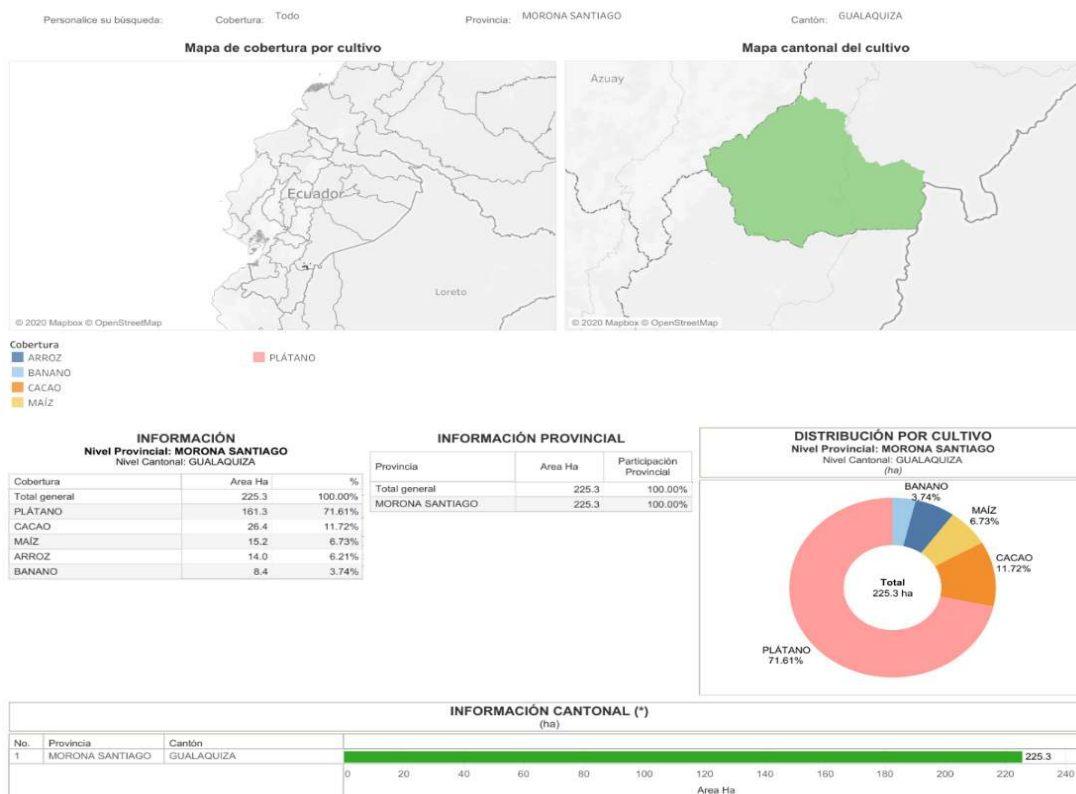 Personalice su búsqueda: Cobertura: Todo Provincia: MORONA SANTIAGO Cantón: GUALAQUIZA
Mapa de cobertura por cultivo
Mapa cantonal del cultivo
Ecuador
Loreto
© 2020 Mapbox © OpenStreetMap
Azuay
© 2020 Mapbox © OpenStreetMap
Cobertura
ARROZ
BANANO
CACAO
MAÍZ
PLÁTANO
INFORMACIÓN
Nivel Provincial: MORONA SANTIAGO
Nivel Cantonal: GUALAQUIZA
Cobertura Area Ha %
Total general 225.3 100.00%
PLÁTANO 161.3 71.61%
CACAO 26.4 11.72%
MAÍZ 15.2 6.73%
ARROZ 14.0 6.21%
BANANO 8.4 3.74%
INFORMACIÓN PROVINCIAL
Provincia Area Ha Participación Provincial
Total general 225.3 100.00%
MORONA SANTIAGO 225.3 100.00%
DISTRIBUCIÓN POR CULTIVO
Nivel Provincial: MORONA SANTIAGO
Nivel Cantonal: GUALAQUIZA
(ha)
BANANO
3.74%
MAÍZ
6.73%
CACAO
11.72%
Total
225.3 ha
PLÁTANO
71.61%
INFORMACIÓN CANTONAL (*)
(ha)
No. Provincia Cantón
1 MORONA SANTIAGO GUALAQUIZA 225.3
0 20 40 60 80 100 120 140 160 180 200 220 240
Area Ha